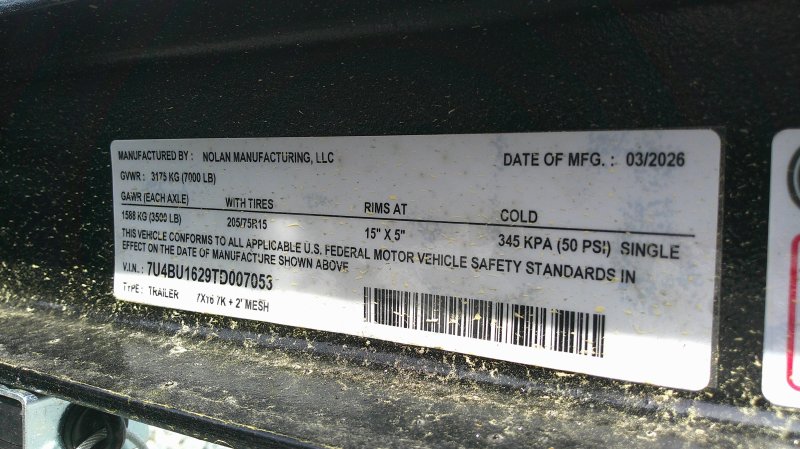 MANUFACTURED BY : NOLAN MANUFACTURING, LLC DATE OF MFG. : 03/2026
GVWR : 3175 KG (7000 LB)
GAWR (EACH AXLE) WITH TIRES RIMS AT COLD
1588 KG (3500 LB) 205/75R15 15" X 5" 345 KPA (50 PSI) SINGLE
THIS VEHICLE CONFORMS TO ALL APPLICABLE U.S. FEDERAL MOTOR VEHICLE SAFETY STANDARDS IN
EFFECT ON THE DATE OF MANUFACTURE SHOWN ABOVE
V.I.N. : 7U4BU1629TD007053
TYPE : TRAILER 7X16 7K + 2' MESH